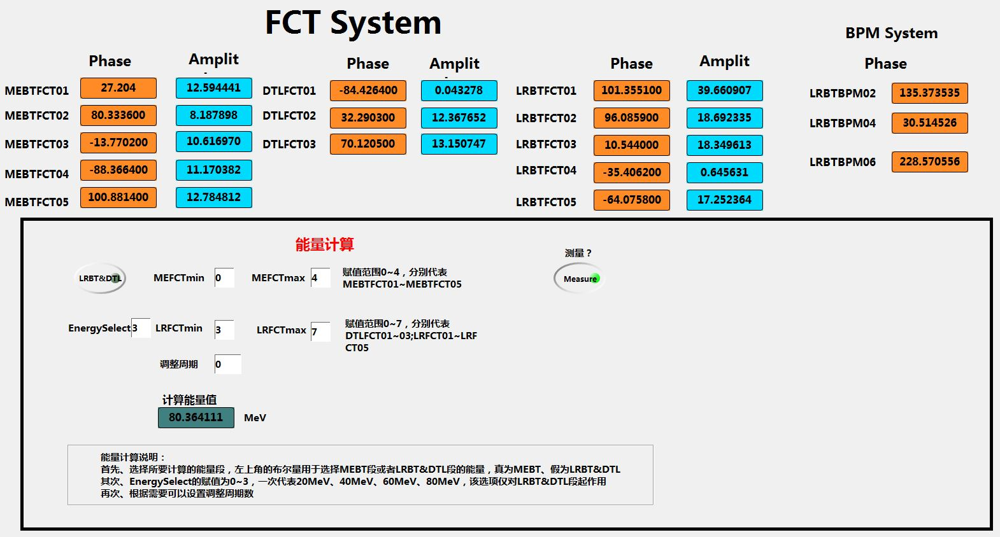 FCT System
BPM System
Phase Amplit Phase Amplit Phase Amplit Phase
MEBTFCT01 27.204 12.594441 DTLFCT01 -84.426400 0.043278 LRBTFCT01 101.355100 39.660907 LRBTBPM02 135.373535
MEBTFCT02 80.333600 8.187898 DTLFCT02 32.290300 12.367652 LRBTFCT02 96.085900 18.692335 LRBTBPM04 30.514526
MEBTFCT03 -13.770200 10.616970 DTLFCT03 70.120500 13.150747 LRBTFCT03 10.544000 18.349613
MEBTFCT04 -88.366400 11.170382 LRBTFCT04 -35.406200 0.645631 LRBTBPM06 228.570556
MEBTFCT05 100.881400 12.784812 LRBTFCT05 -64.075800 17.252364
能量计算
测量？
LRBT&DTL MEFCTmin 0 MEFCTmax 4
赋值范围0~4，分别代表
MEBTFCT01~MEBTFCT05
Measure
EnergySelect 3 LRFCTmin 3 LRFCTmax 7
赋值范围0~7，分别代表
DTLFCT01~03;LRFCT01~LRF
CT05
调整周期 0
计算能量值
80.364111 MeV
能量计算说明：
首先、选择所要计算的能量段，左上角的布尔量用于选择MEBT段或者LRBT&DTL段的能量，真为MEBT、假为LRBT&DTL
其次、EnergySelect的赋值为0~3，一次代表20MeV、40MeV、60MeV、80MeV，该选项仅对LRBT&DTL段起作用
再次、根据需要可以设置调整周期数